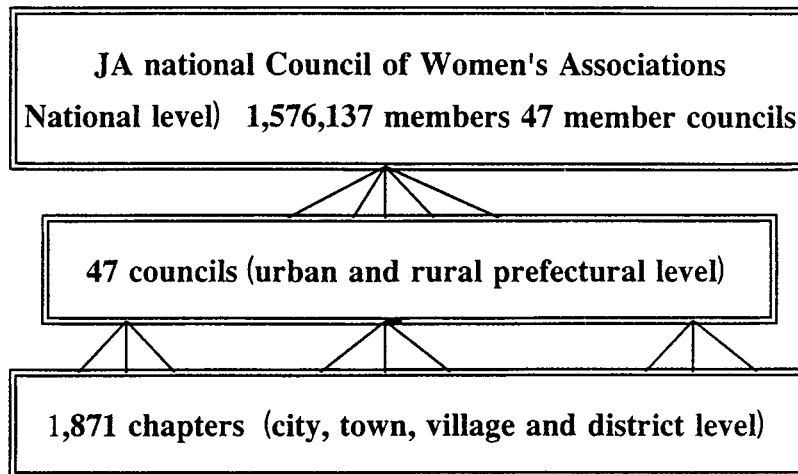 JA national Council of Women's Associations
National level) 1,576,137 members 47 member councils
47 councils (urban and rural prefectural level)
1,871 chapters (city, town, village and district level)